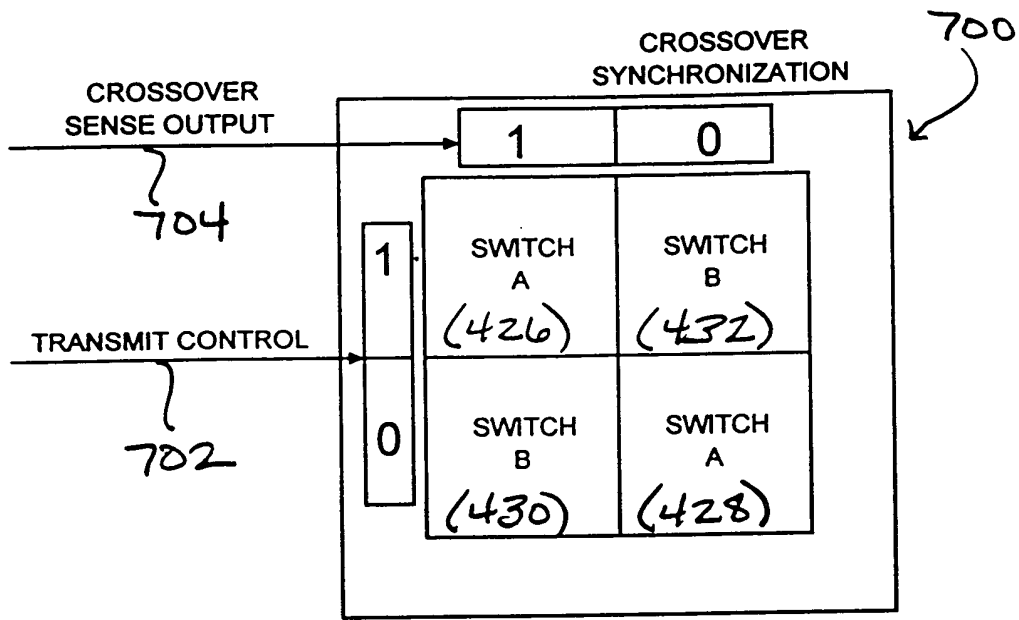 700
CROSSOVER
SYNCHRONIZATION
CROSSOVER
SENSE OUTPUT
704
1 0
1
SWITCH
A
(426)
SWITCH
B
(432)
TRANSMIT CONTROL
702
0
SWITCH
B
(430)
SWITCH
A
(428)